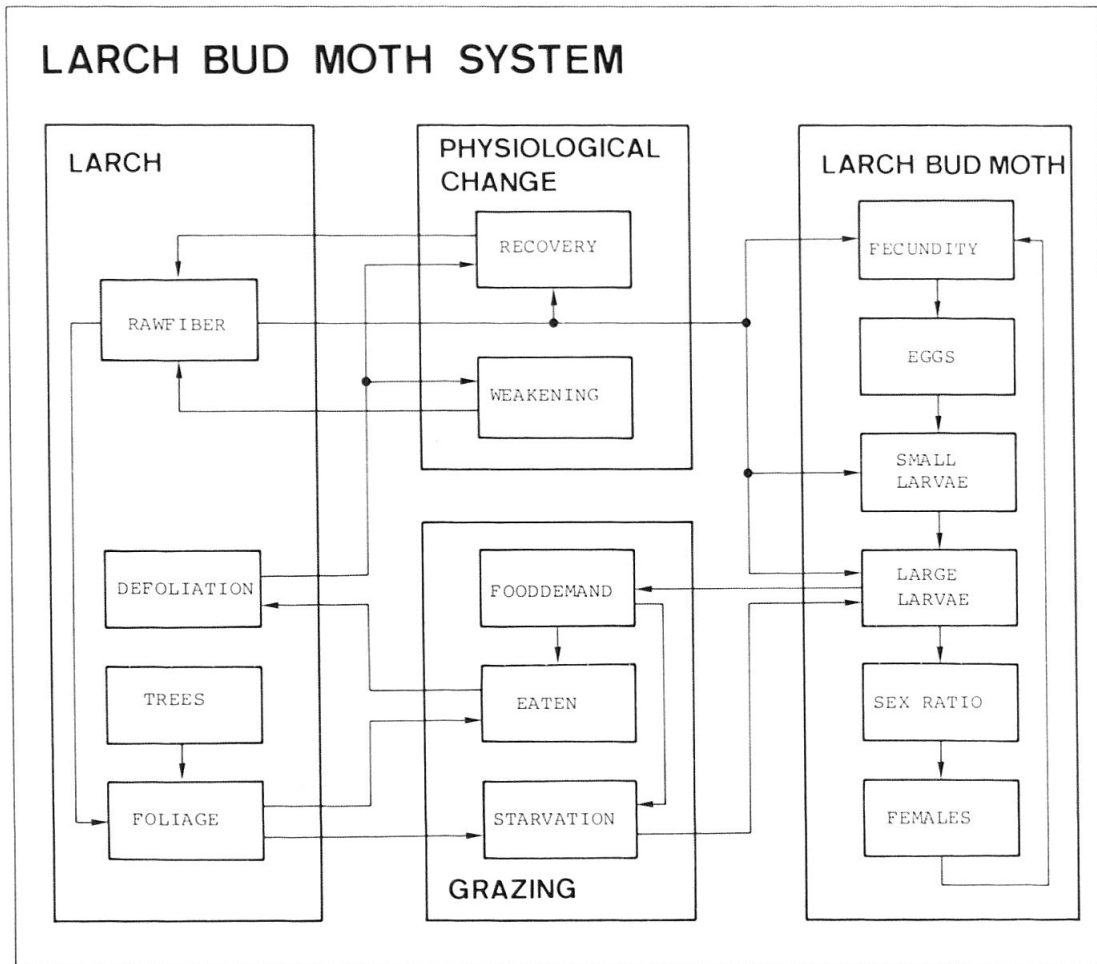 LARCH BUD MOTH SYSTEM
LARCH
RAWFIBER
DEFOLIATION
TREES
FOLIAGE
PHYSIOLOGICAL
CHANGE
RECOVERY
WEAKENING
FOODDEMAND
EATEN
STARVATION
GRAZING
LARCH BUD MOTH
FECUNDITY
EGGS
SMALL
LARVAE
LARGE
LARVAE
SEX RATIO
FEMALES